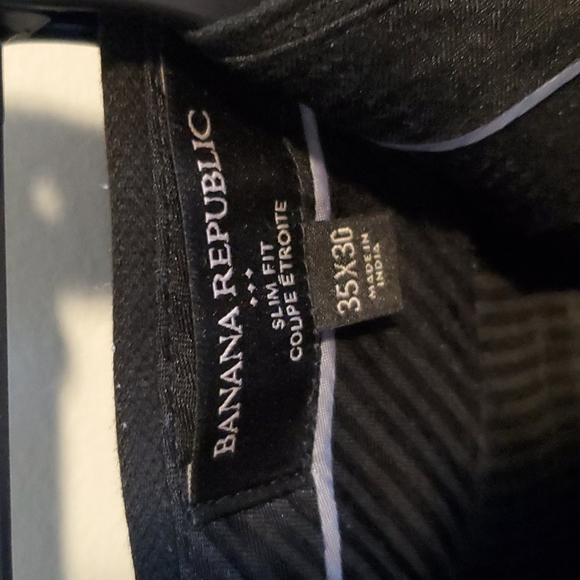 BANANA REPUBLIC
SLIM FIT
COUPE ÉTROITE
35X30
MADE IN
INDIA